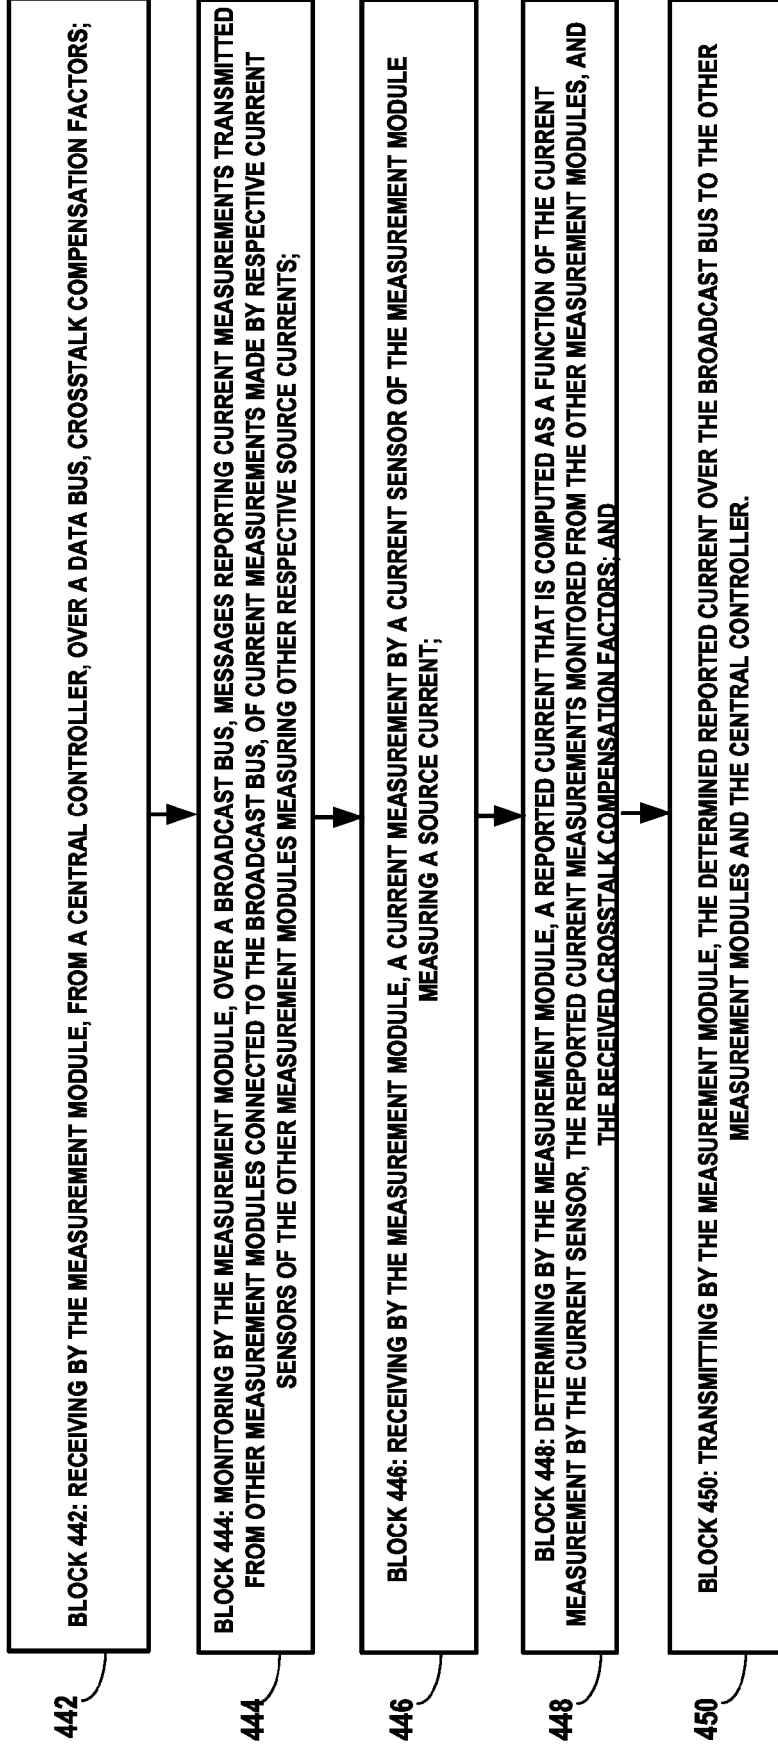 442
BLOCK 442: RECEIVING BY THE MEASUREMENT MODULE, FROM A CENTRAL CONTROLLER, OVER A DATA BUS, CROSSTALK COMPENSATION FACTORS;
444
BLOCK 444: MONITORING BY THE MEASUREMENT MODULE, OVER A BROADCAST BUS, MESSAGES REPORTING CURRENT MEASUREMENTS TRANSMITTED
FROM OTHER MEASUREMENT MODULES CONNECTED TO THE BROADCAST BUS, OF CURRENT MEASUREMENTS MADE BY RESPECTIVE CURRENT
SENSORS OF THE OTHER MEASUREMENT MODULES MEASURING OTHER RESPECTIVE SOURCE CURRENTS;
446
BLOCK 446: RECEIVING BY THE MEASUREMENT MODULE, A CURRENT MEASUREMENT BY A CURRENT SENSOR OF THE MEASUREMENT MODULE
MEASURING A SOURCE CURRENT;
448
BLOCK 448: DETERMINING BY THE MEASUREMENT MODULE, A REPORTED CURRENT THAT IS COMPUTED AS A FUNCTION OF THE CURRENT
MEASUREMENT BY THE CURRENT SENSOR, THE REPORTED CURRENT MEASUREMENTS MONITORED FROM THE OTHER MEASUREMENT MODULES, AND
THE RECEIVED CROSSTALK COMPENSATION FACTORS; AND
450
BLOCK 450: TRANSMITTING BY THE MEASUREMENT MODULE, THE DETERMINED REPORTED CURRENT OVER THE BROADCAST BUS TO THE OTHER
MEASUREMENT MODULES AND THE CENTRAL CONTROLLER.